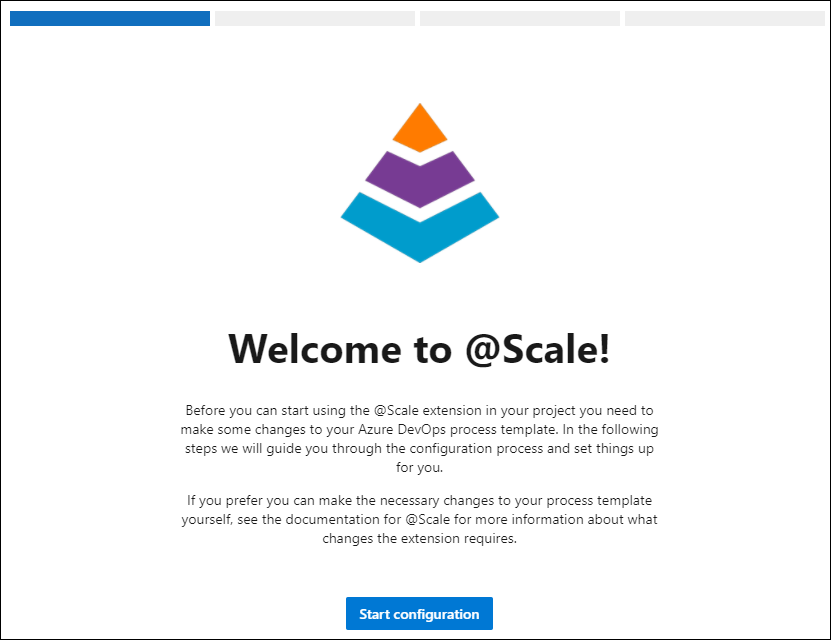 Welcome to @Scale!
Before you can start using the @Scale extension in your project you need to
make some changes to your Azure DevOps process template. In the following
steps we will guide you through the configuration process and set things up
for you.
If you prefer you can make the necessary changes to your process template
yourself, see the documentation for @Scale for more information about what
changes the extension requires.
Start configuration